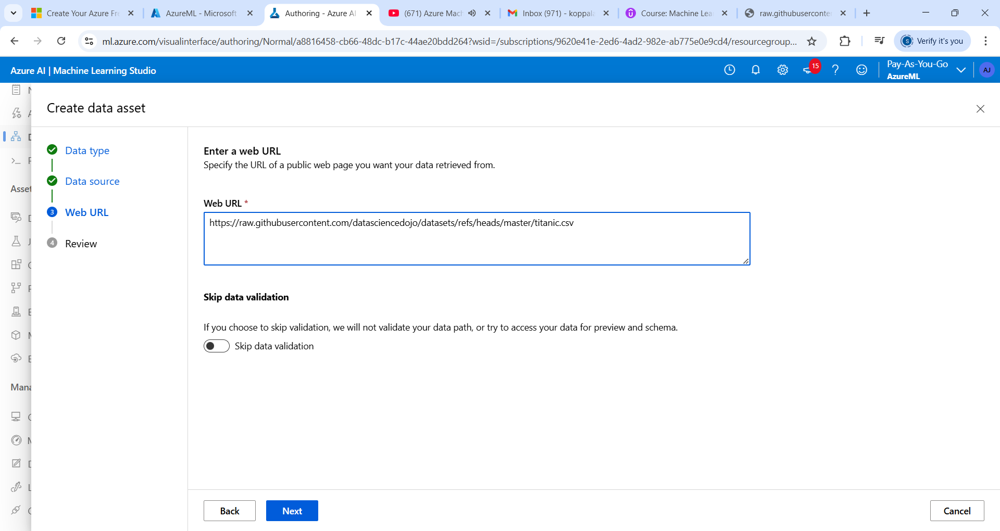 Create Your Azure Fre
AzureML - Microsoft
Authoring - Azure AI
(671) Azure Mach
Inbox (971) - koppala
Course: Machine Lea
raw.githubuserconten
ml.azure.com/visualinterface/authoring/Normal/a8816458-cb66-48dc-b17c-44ae20bdd264?wsid=/subscriptions/9620e41e-2ed6-4ad2-982e-ab775e0e9cd4/resourcegroup...
S
Verify it's you
Azure AI | Machine Learning Studio
15
Pay-As-You-Go
AzureML
AJ
Create data asset
Data type
Data source
3
Web URL
4
Review
Asset
Mana
Enter a web URL
Specify the URL of a public web page you want your data retrieved from.
Web URL *
https://raw.githubusercontent.com/datasciencedojo/datasets/refs/heads/master/titanic.csv
Skip data validation
If you choose to skip validation, we will not validate your data path, or try to access your data for preview and schema.
Skip data validation
Back
Next
Cancel